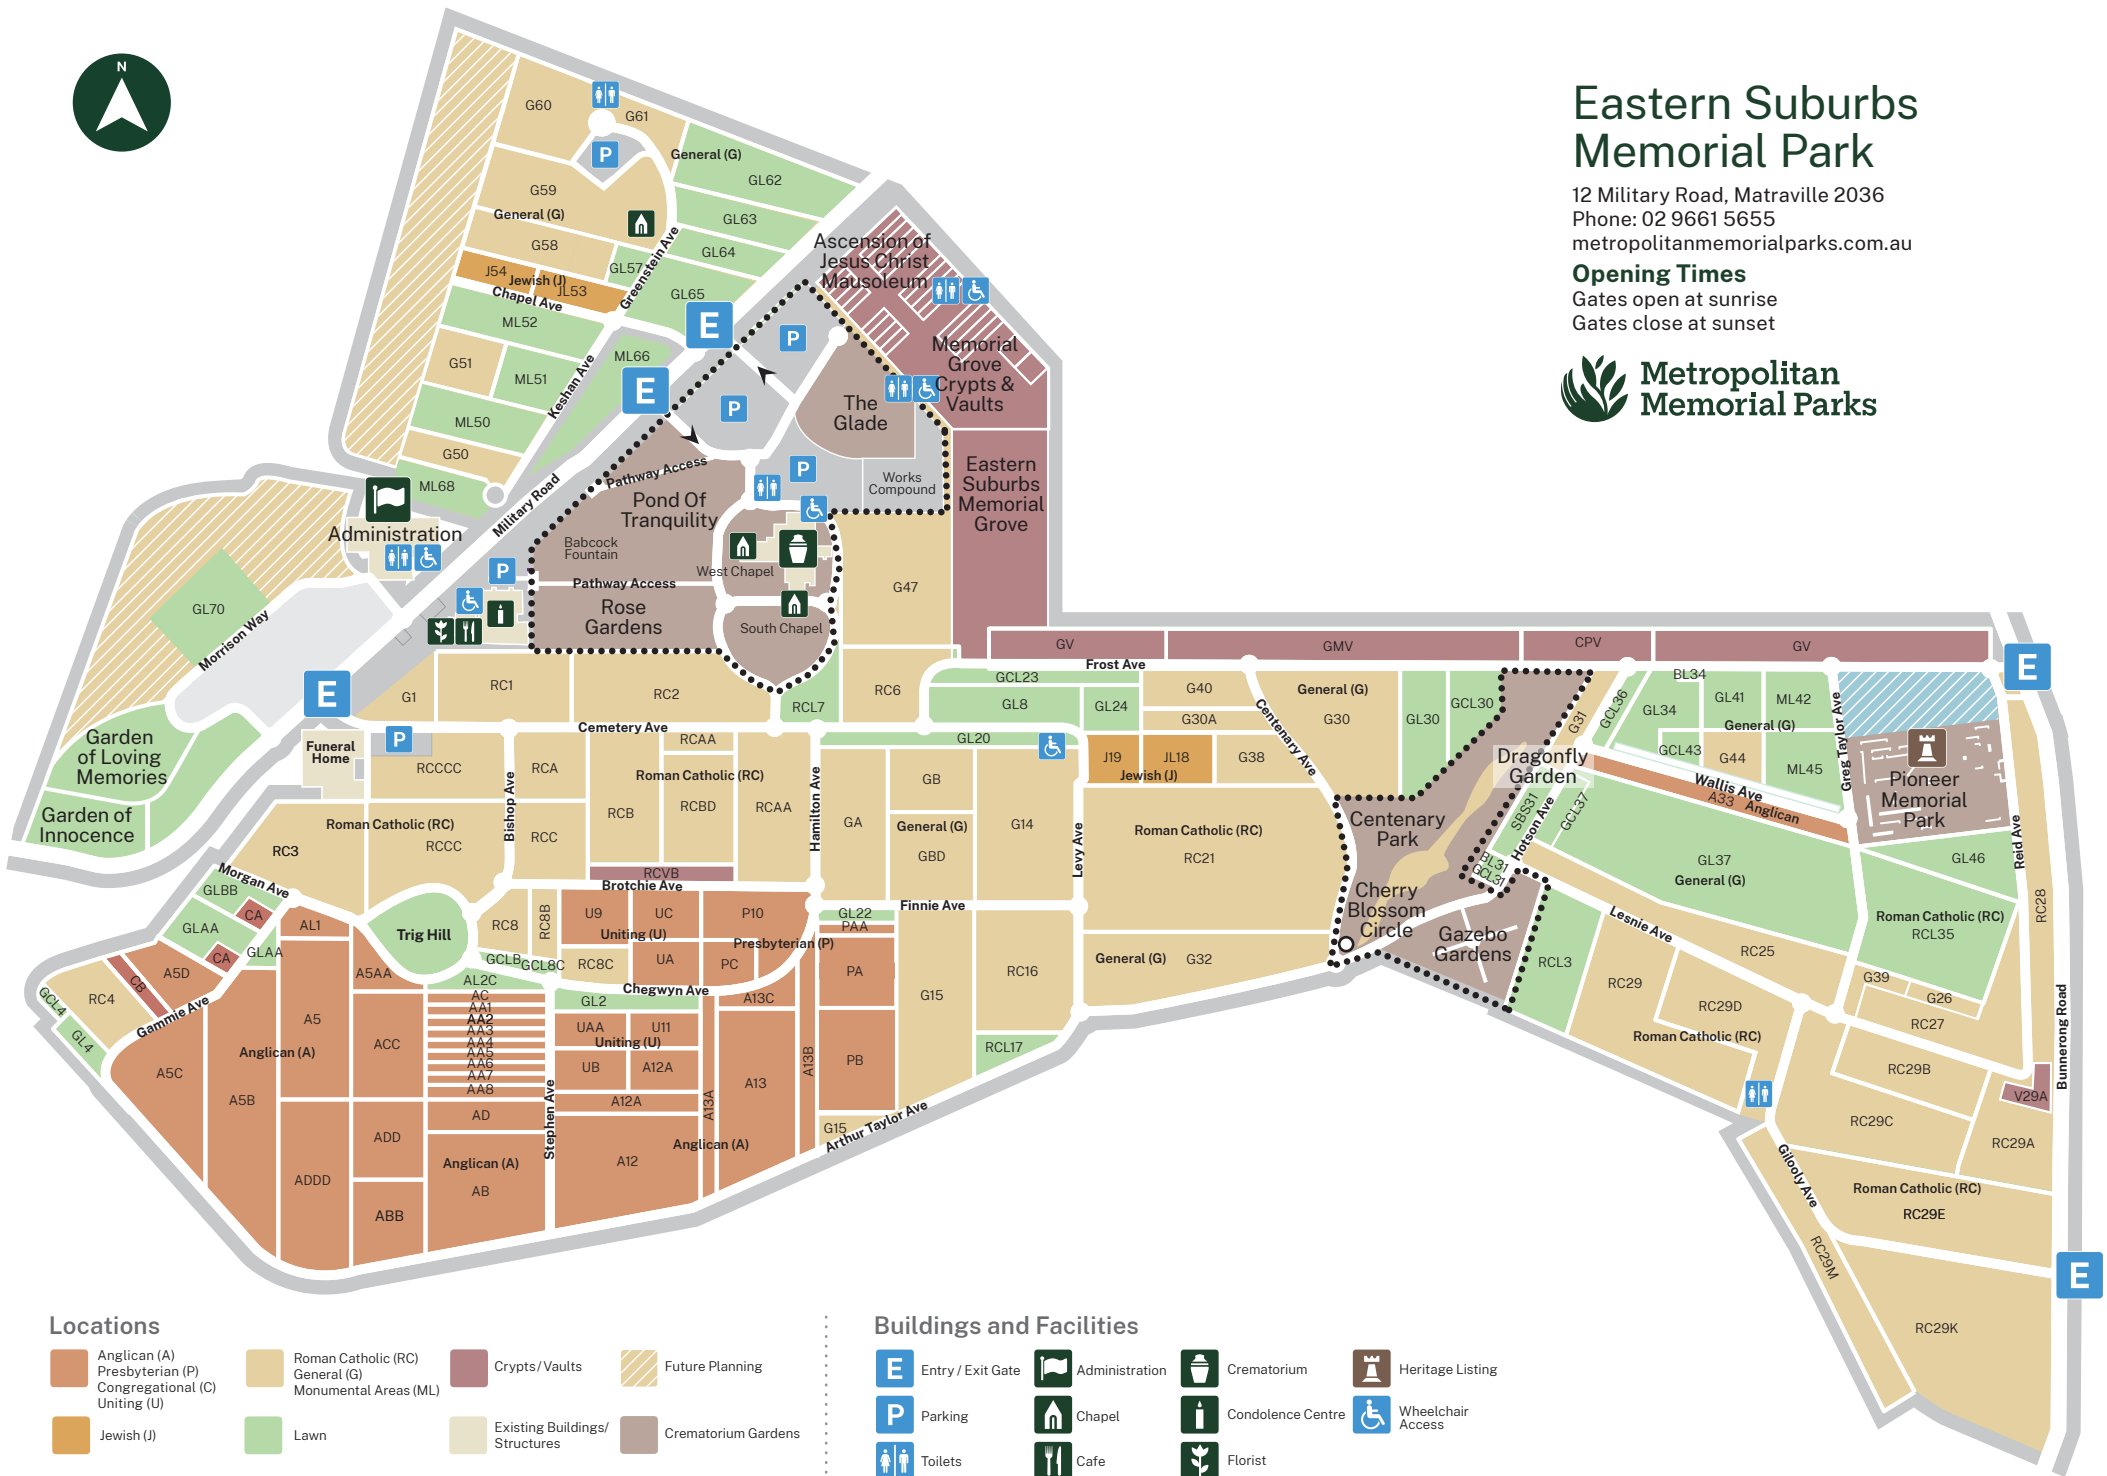 Eastern Suburbs
Memorial Park
12 Military Road, Matraville 2036
Phone: 02 9661 5655
metropolitanmemorialparks.com.au
Opening Times
Gates open at sunrise
Gates close at sunset
Metropolitan
Memorial Parks
N
G60
G61
P
General (G)
GL62
G59
General (G)
GL63
G58
GL57
GL64
Greenstein Ave
J54
Jewish (J)
JL53
Chapel Ave
GL65
E
ML52
ML66
G51
ML51
Keshan Ave
E
ML50
G50
ML68
Military Road
Administration
Ascension of
Jesus Christ
Mausoleum
Memorial
Grove
Crypts &
Vaults
P
P
The
Glade
P
Works
Compound
Eastern
Suburbs
Memorial
Grove
Pathway Access
Pond Of
Tranquility
Babcock
Fountain
West Chapel
Pathway Access
Rose
Gardens
South Chapel
G47
P
GL70
Morrison Way
E
Garden
of Loving
Memories
Garden of
Innocence
Funeral
Home
P
G1
RC1
RC2
RCL7
RC6
Cemetery Ave
GV
GMV
CPV
GV
E
Frost Ave
GCL23
GL8
GL24
G40
G30A
General (G)
G30
GL30
GCL30
GL20
J19
JL18
Jewish (J)
G38
Centenary Ave
G31
GCL36
BL34
GL34
GL41
ML42
General (G)
GCL43
G44
ML45
Greg Taylor Ave
Dragonfly
Garden
Wallis Ave
A33 Anglican
Pioneer
Memorial
Park
Reid Ave
RC28
RCCCC
RCA
RCAA
Roman Catholic (RC)
RCB
RCBD
RCAA
Bishop Ave
Hamilton Ave
GA
GB
General (G)
GBD
G14
Levy Ave
Roman Catholic (RC)
RC21
Centenary
Park
SBS31
Hotson Ave
GCL37
BL31
GCL31
GL37
General (G)
GL46
Roman Catholic (RC)
RCCC
RC3
RCC
RCVB
Brotchie Ave
Finnie Ave
Morgan Ave
GLBB
CA
GLAA
GLAA
CA
AL1
Trig Hill
RC8
RC8B
U9
UC
P10
Uniting (U)
Presbyterian (P)
GCLB
GCL8C
RC8C
UA
PC
GL22
PAA
PA
Cherry
Blossom
Circle
Gazebo
Gardens
Lesnie Ave
RCL3
RC25
Roman Catholic (RC)
RCL35
G39
G26
RC27
RC29
RC29D
Roman Catholic (RC)
General (G)
G32
RC16
G15
RCL17
GCL4
RC4
CB
A5D
GL4
Gammie Ave
A5C
A5B
A5
Anglican (A)
A5AA
ACC
AL2C
AC
AA1
AA2
AA3
AA4
AA5
AA6
AA7
AA8
AD
ADD
ADDD
ABB
Anglican (A)
AB
Stephen Ave
Chegwyn Ave
GL2
UAA
U11
Uniting (U)
UB
A12A
A12A
A12
A13A
A13C
A13
A13B
Anglican (A)
PB
G15
Arthur Taylor Ave
RC29B
RC29C
V29A
RC29A
Bunnerong Road
Gilooly Ave
Roman Catholic (RC)
RC29E
RC29M
RC29K
E
Locations
Anglican (A)
Presbyterian (P)
Congregational (C)
Uniting (U)
Jewish (J)
Roman Catholic (RC)
General (G)
Monumental Areas (ML)
Lawn
Crypts/Vaults
Existing Buildings/
Structures
Future Planning
Crematorium Gardens
Buildings and Facilities
E Entry / Exit Gate
P Parking
Toilets
Administration
Chapel
Cafe
Crematorium
Condolence Centre
Florist
Heritage Listing
Wheelchair
Access